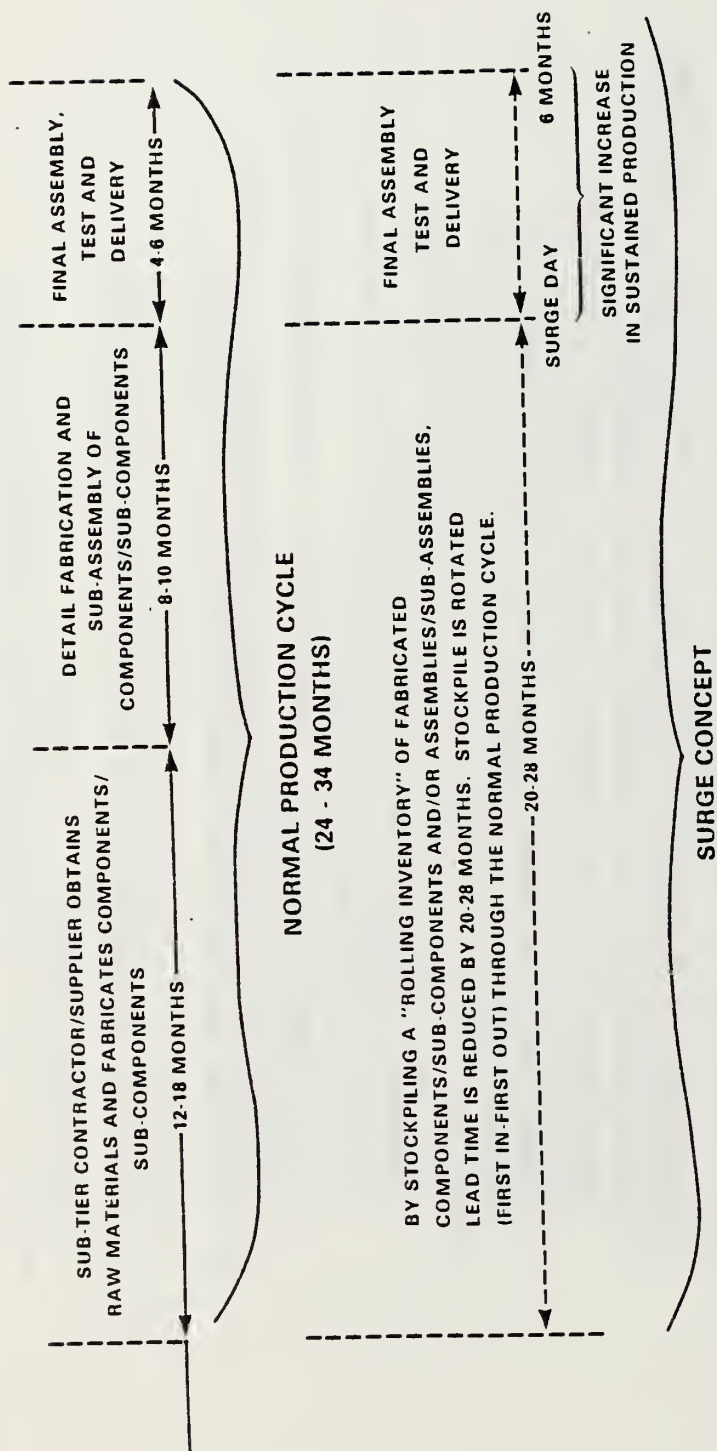 SUB-TIER CONTRACTOR/SUPPLIER OBTAINS
RAW MATERIALS AND FABRICATES COMPONENTS/
SUB-COMPONENTS
12-18 MONTHS
DETAIL FABRICATION AND
SUB-ASSEMBLY OF
COMPONENTS/SUB-COMPONENTS
8-10 MONTHS
FINAL ASSEMBLY,
TEST AND
DELIVERY
4-6 MONTHS
NORMAL PRODUCTION CYCLE
(24 - 34 MONTHS)
BY STOCKPILING A "ROLLING INVENTORY" OF FABRICATED
COMPONENTS/SUB-COMPONENTS AND/OR ASSEMBLIES/SUB-ASSEMBLIES,
LEAD TIME IS REDUCED BY 20-28 MONTHS. STOCKPILE IS ROTATED
(FIRST IN-FIRST OUT) THROUGH THE NORMAL PRODUCTION CYCLE.
20-28 MONTHS
FINAL ASSEMBLY
TEST AND
DELIVERY
SURGE DAY
6 MONTHS
SIGNIFICANT INCREASE
IN SUSTAINED PRODUCTION
SURGE CONCEPT